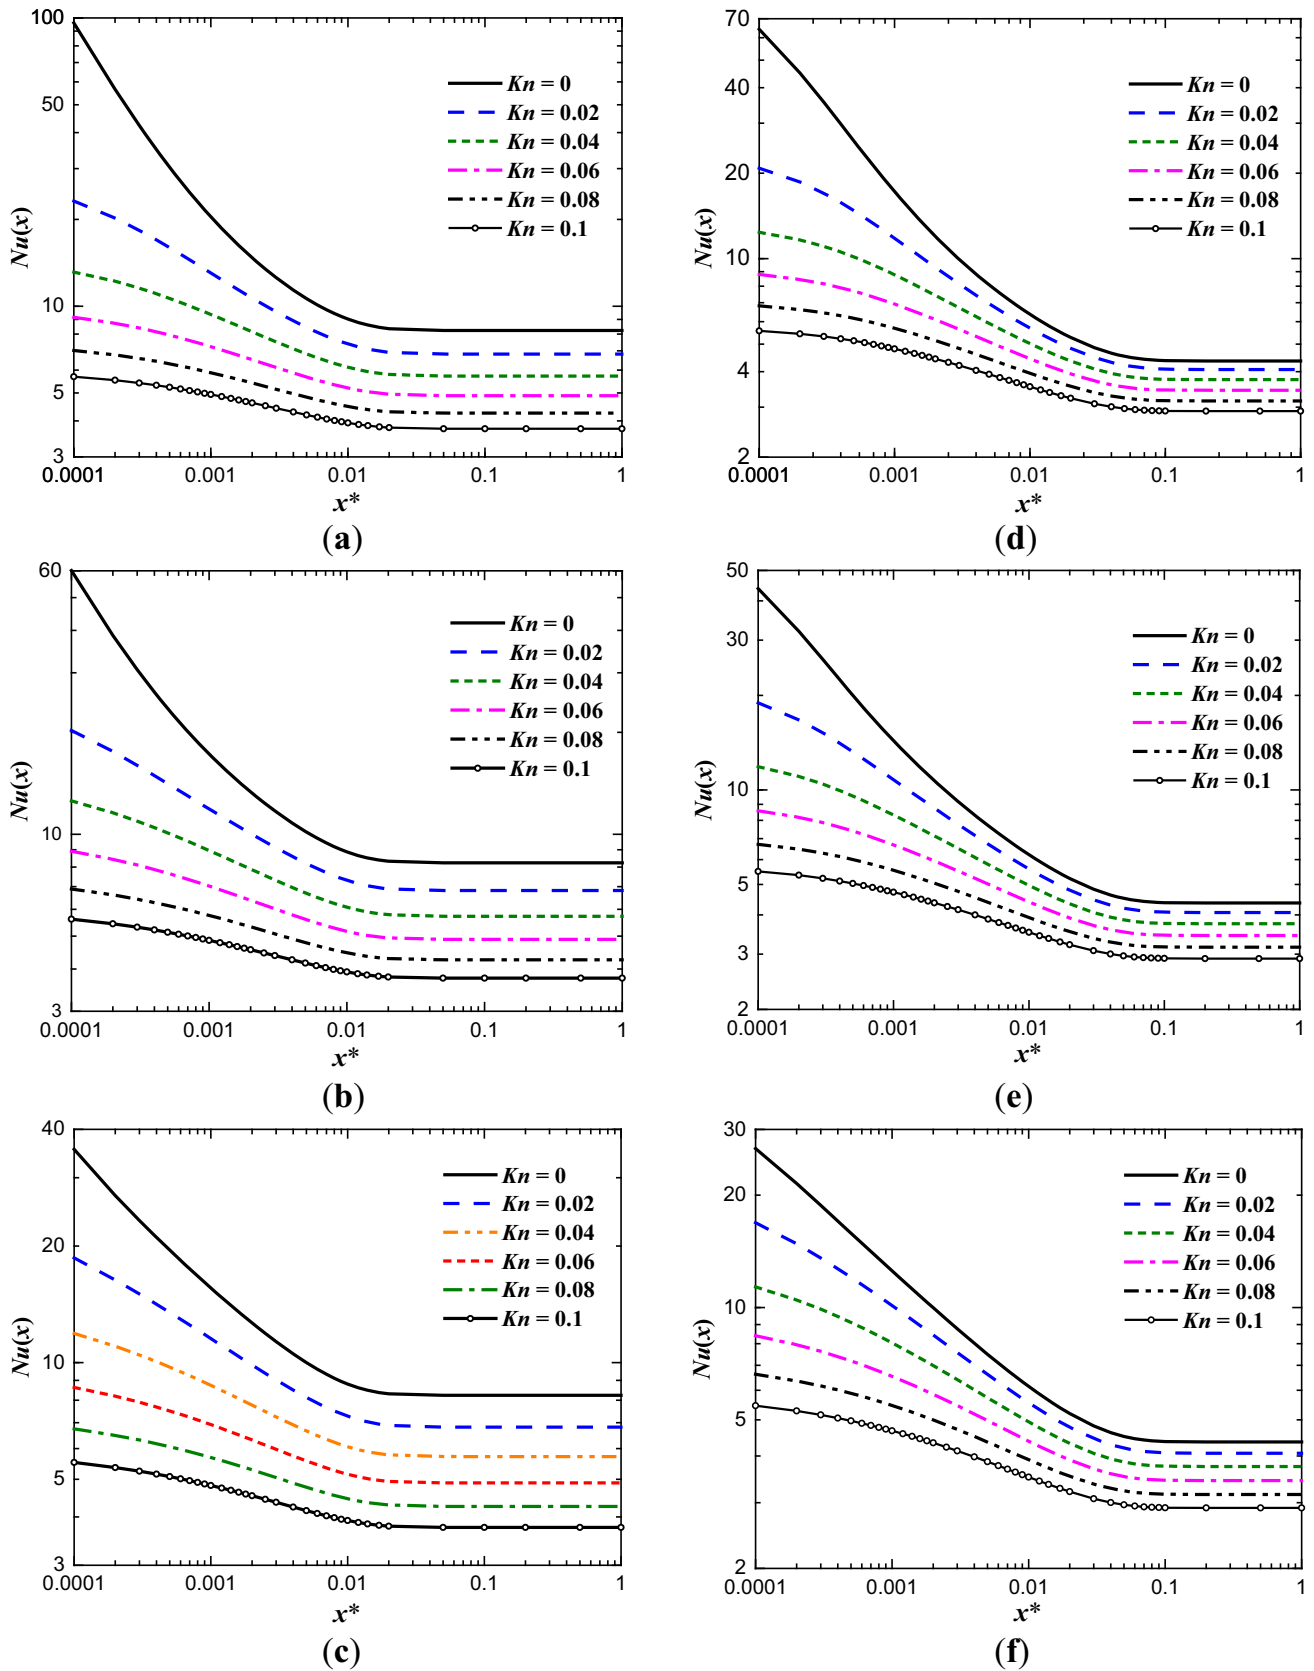 100
50
10
5
3
Nu(x)
Kn = 0
Kn = 0.02
Kn = 0.04
Kn = 0.06
Kn = 0.08
Kn = 0.1
0.0001
0.001
0.01
0.1
1
x*
(a)
70
40
20
10
7
4
2
Nu(x)
Kn = 0
Kn = 0.02
Kn = 0.04
Kn = 0.06
Kn = 0.08
Kn = 0.1
0.0001
0.001
0.01
0.1
1
x*
(d)
60
10
3
Nu(x)
Kn = 0
Kn = 0.02
Kn = 0.04
Kn = 0.06
Kn = 0.08
Kn = 0.1
0.0001
0.001
0.01
0.1
1
x*
(b)
50
30
10
5
3
2
Nu(x)
Kn = 0
Kn = 0.02
Kn = 0.04
Kn = 0.06
Kn = 0.08
Kn = 0.1
0.0001
0.001
0.01
0.1
1
x*
(e)
40
20
10
5
3
Nu(x)
Kn = 0
Kn = 0.02
Kn = 0.04
Kn = 0.06
Kn = 0.08
Kn = 0.1
0.0001
0.001
0.01
0.1
1
x*
(c)
30
20
10
5
2
Nu(x)
Kn = 0
Kn = 0.02
Kn = 0.04
Kn = 0.06
Kn = 0.08
Kn = 0.1
0.0001
0.001
0.01
0.1
1
x*
(f)